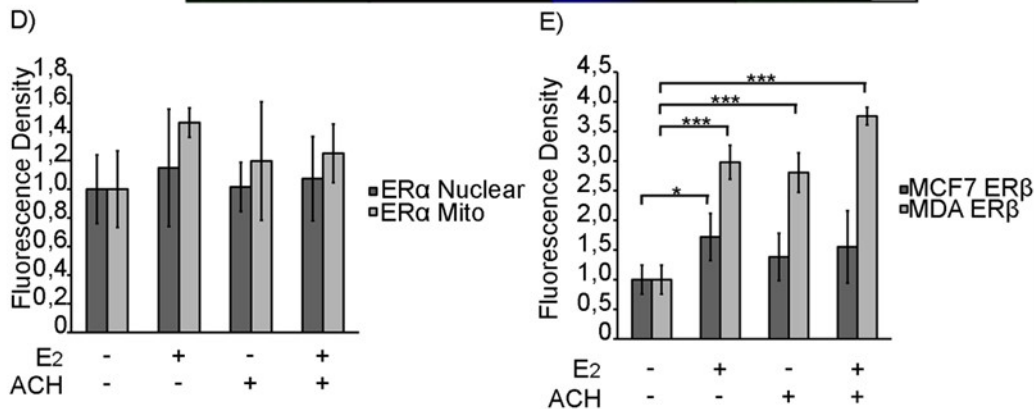 D)
Fluorescence Density
1,8
1,6
1,4
1,2
1,0
0,8
0,6
0,4
0,2
0
ERα Nuclear
ERα Mito
E2 - + - +
ACH - - + +
E)
Fluorescence Density
4,5
4,0
3,5
3,0
2,5
2,0
1,5
1,0
0,5
0
***
***
***
*
MCF7 ERβ
MDA ERβ
E2 - + - +
ACH - - + +